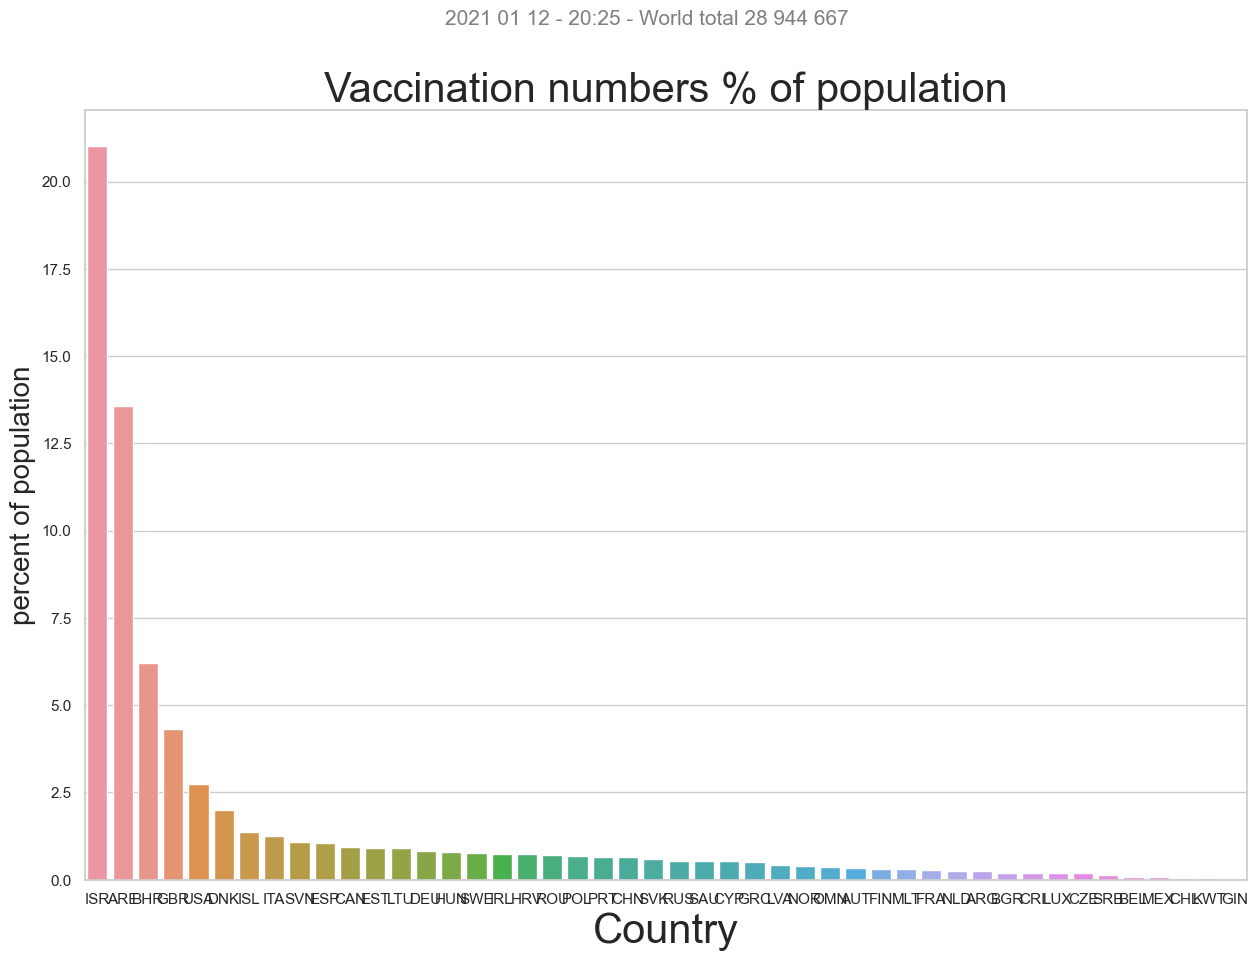 2021 01 12 - 20:25 - World total 28 944 667
Vaccination numbers % of population
percent of population
20.0
17.5
15.0
12.5
10.0
7.5
5.0
2.5
0.0
ISR ARE BHR GBR USA DNK ISL ITA SVN ESP CAN EST LTU DEU HUN SWE IRL HRV ROU POL PRT CHN SVK RUS SAU CYP GRC LVA NOR OMN AUT FIN MLT FRA NLD ARG BGR CRI LUX CZE SRB BEL MEX CHL KWT GIN
Country